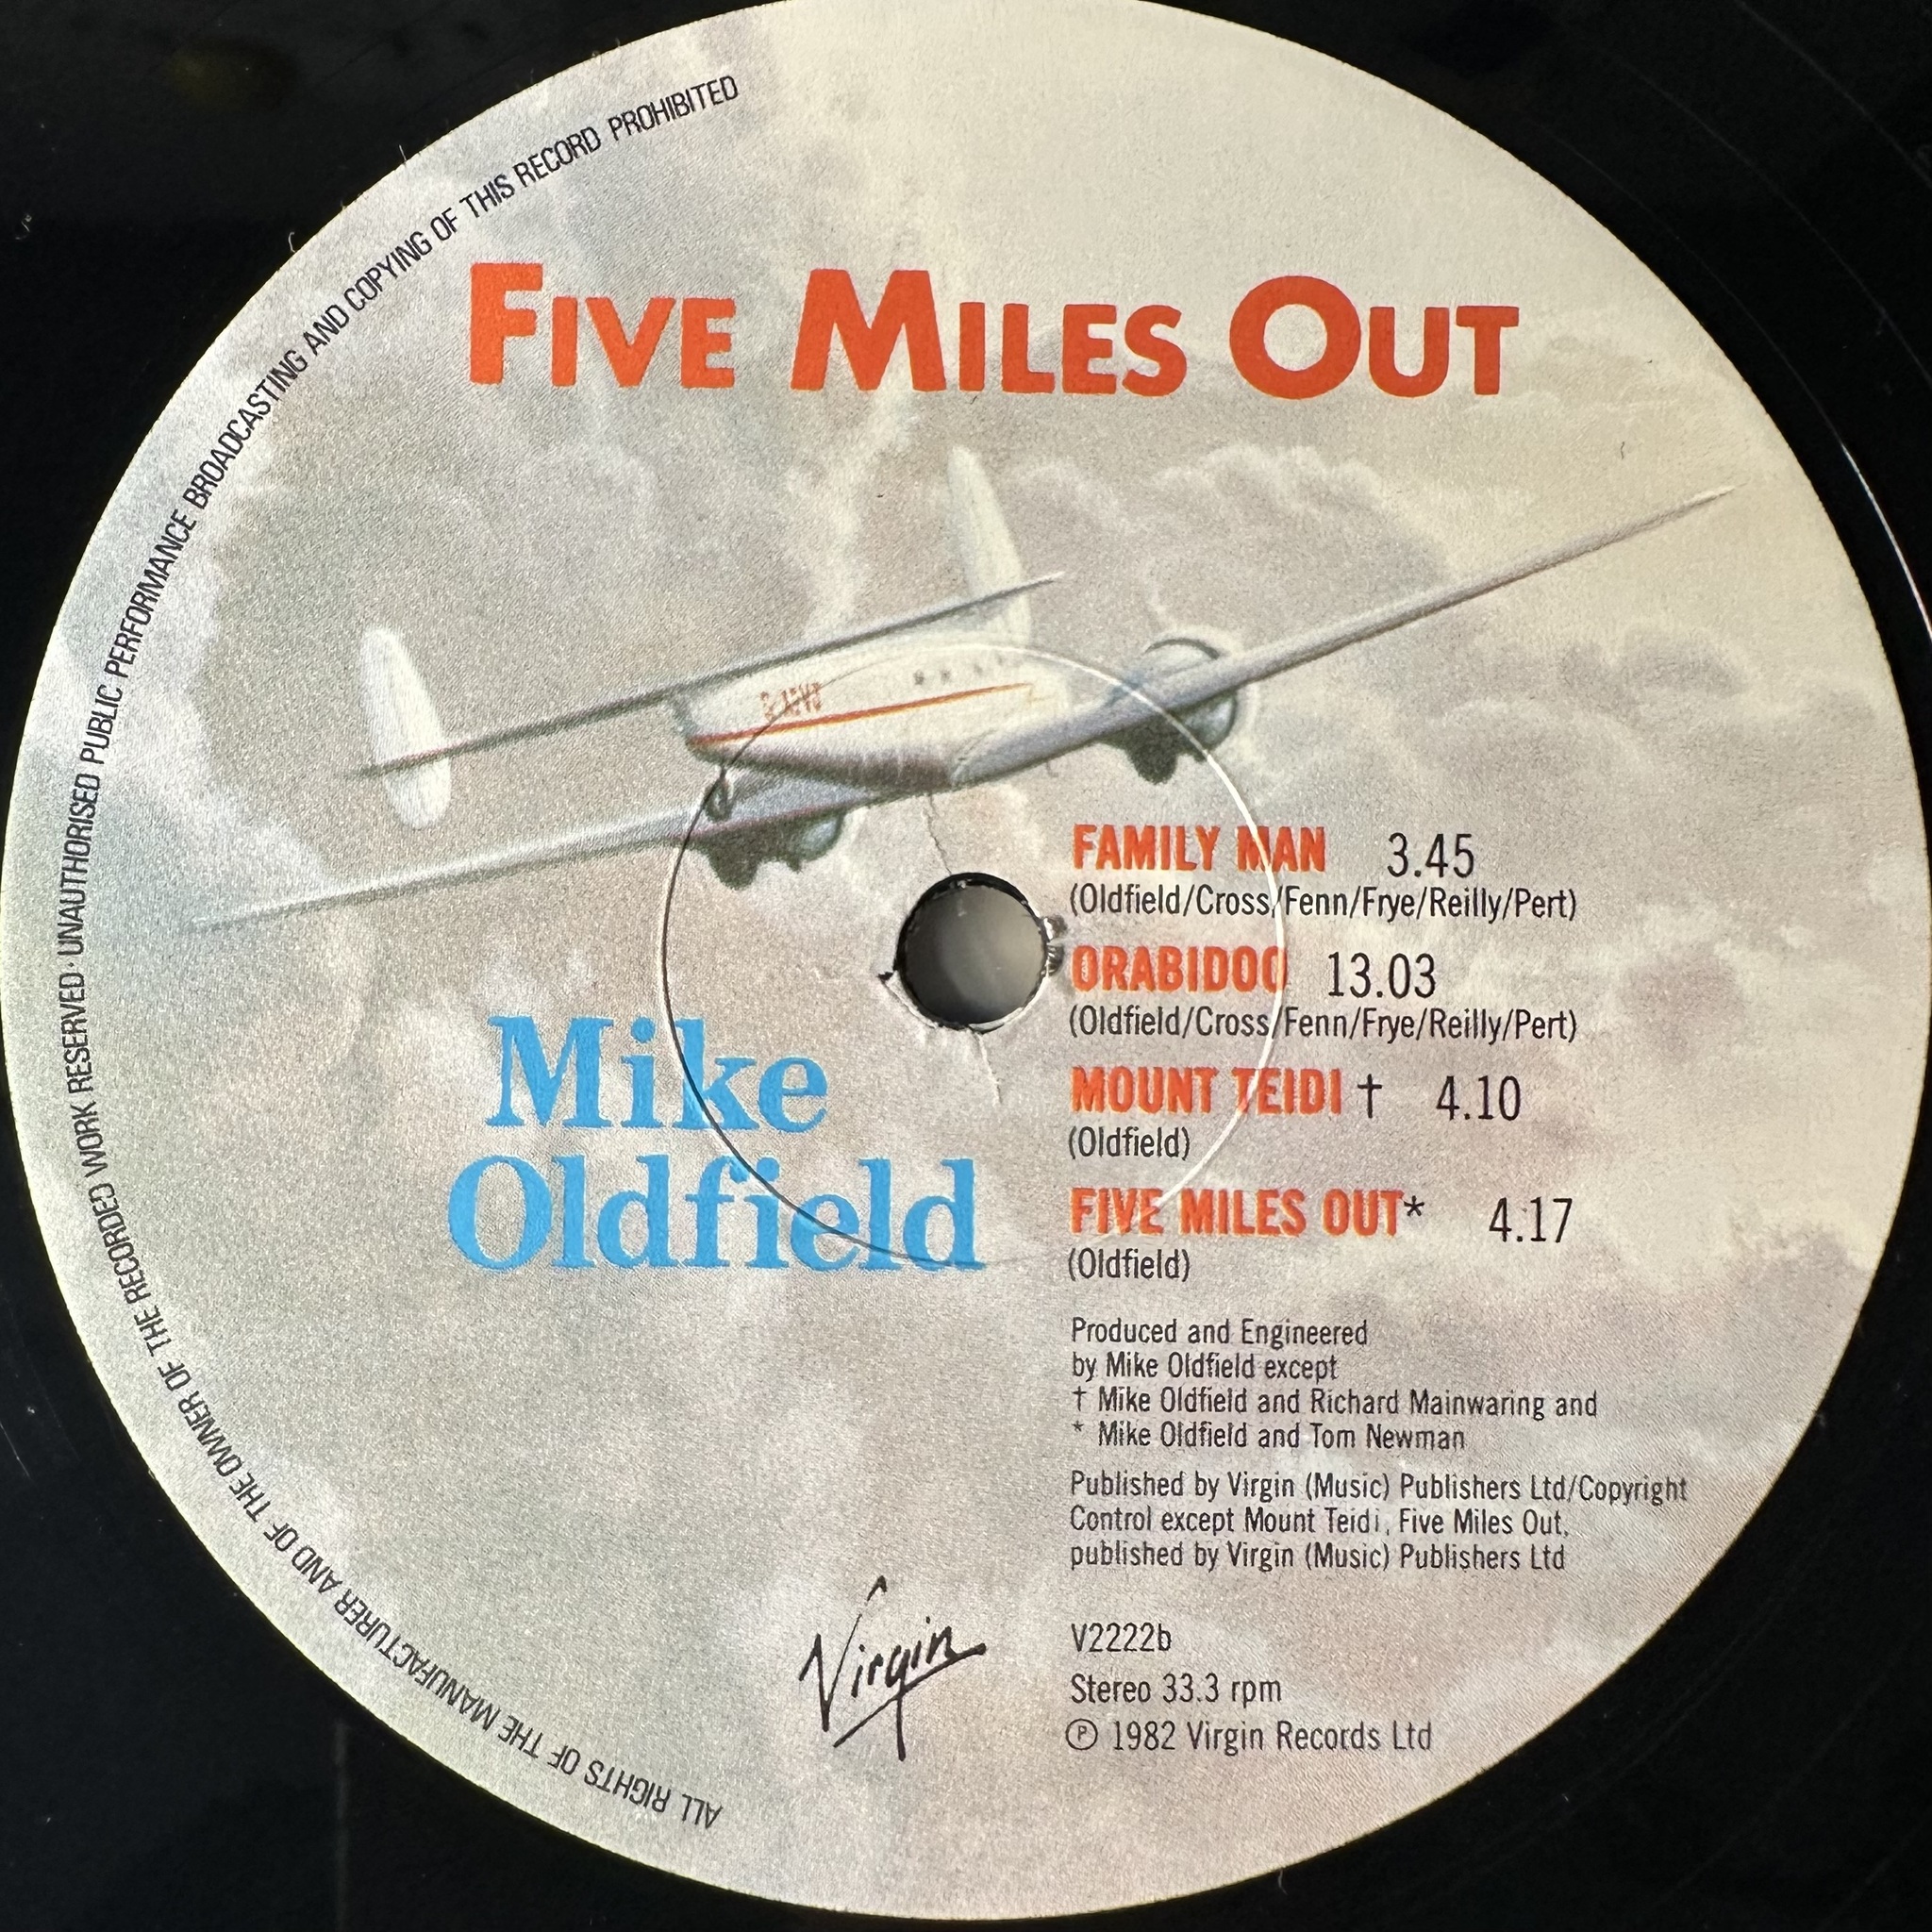 FIVE MILES OUT
Mike
Oldfield
FAMILY MAN 3.45
(Oldfield/Cross/Fenn/Frye/Reilly/Pert)
ORABIDOO 13.03
(Oldfield/Cross/Fenn/Frye/Reilly/Pert)
MOUNT TEIDI † 4.10
(Oldfield)
FIVE MILES OUT* 4.17
(Oldfield)
Produced and Engineered
by Mike Oldfield except
† Mike Oldfield and Richard Mainwaring and
* Mike Oldfield and Tom Newman
Published by Virgin (Music) Publishers Ltd/Copyright
Control except Mount Teidi, Five Miles Out,
published by Virgin (Music) Publishers Ltd
Virgin
V2222b
Stereo 33.3 rpm
℗ 1982 Virgin Records Ltd
ALL RIGHTS OF THE MANUFACTURER AND OF THE OWNER OF THE RECORDED WORK RESERVED · UNAUTHORISED PUBLIC PERFORMANCE BROADCASTING AND COPYING OF THIS RECORD PROHIBITED